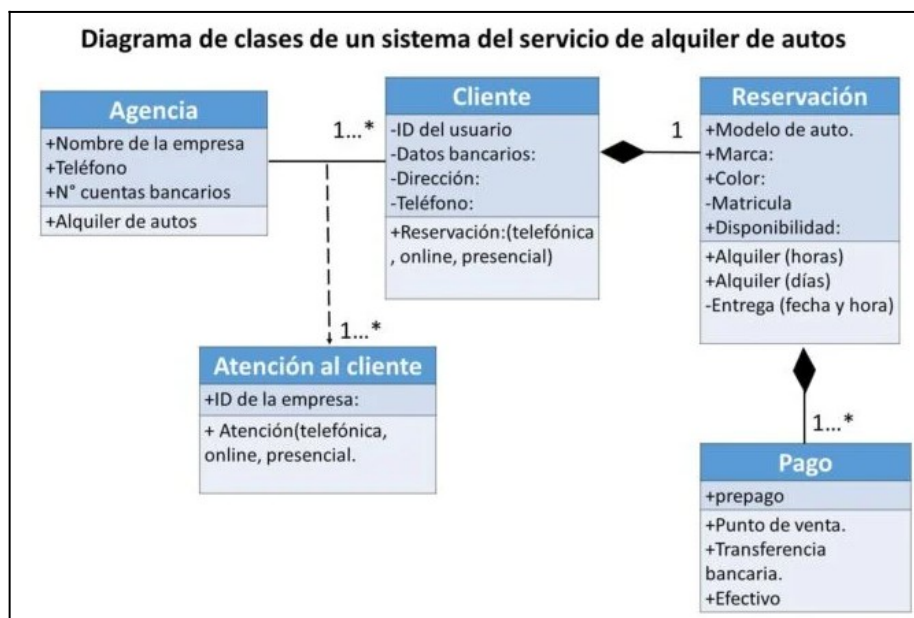 Diagrama de clases de un sistema del servicio de alquiler de autos
Agencia
+Nombre de la empresa
+Teléfono
+N° cuentas bancarios
+Alquiler de autos
1...*
Cliente
-ID del usuario
-Datos bancarios:
-Dirección:
-Teléfono:
+Reservación:(telefónica
, online, presencial)
1
Reservación
+Modelo de auto.
+Marca:
+Color:
-Matricula
+Disponibilidad:
+Alquiler (horas)
+Alquiler (días)
-Entrega (fecha y hora)
1...*
Atención al cliente
+ID de la empresa:
+ Atención(telefónica,
online, presencial.
1...*
Pago
+prepago
+Punto de venta.
+Transferencia
bancaria.
+Efectivo